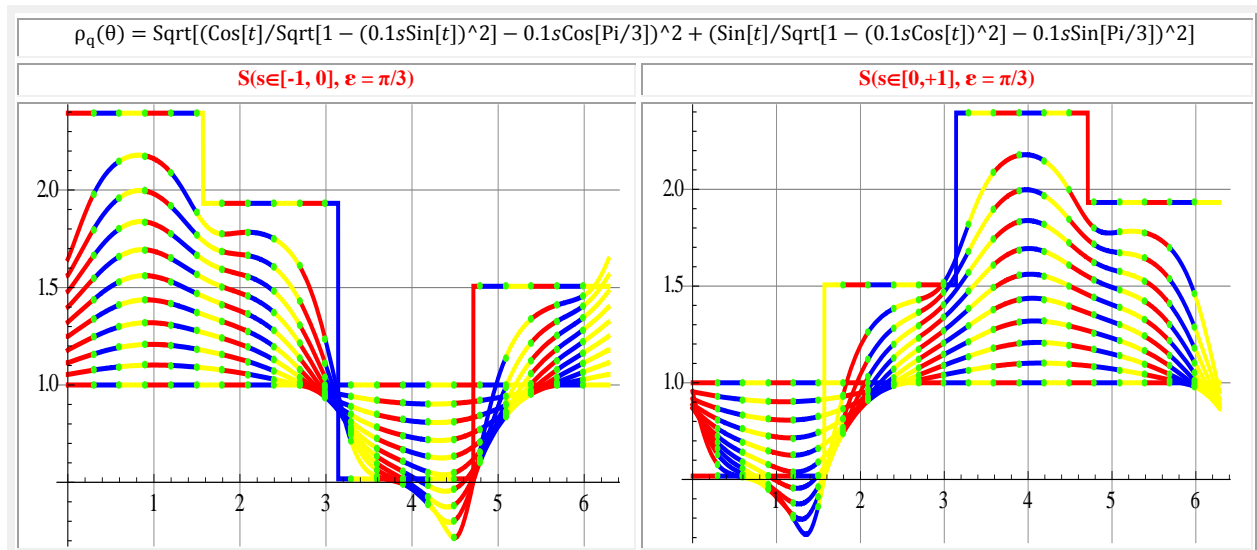 ρq(θ) = Sqrt[(Cos[t]/Sqrt[1 − (0.1sSin[t])^2] − 0.1sCos[Pi/3])^2 + (Sin[t]/Sqrt[1 − (0.1sCos[t])^2] − 0.1sSin[Pi/3])^2]
S(s∈[-1, 0], ε = π/3)
S(s∈[0,+1], ε = π/3)
2.0
1.5
1.0
1 2 3 4 5 6
2.0
1.5
1.0
1 2 3 4 5 6